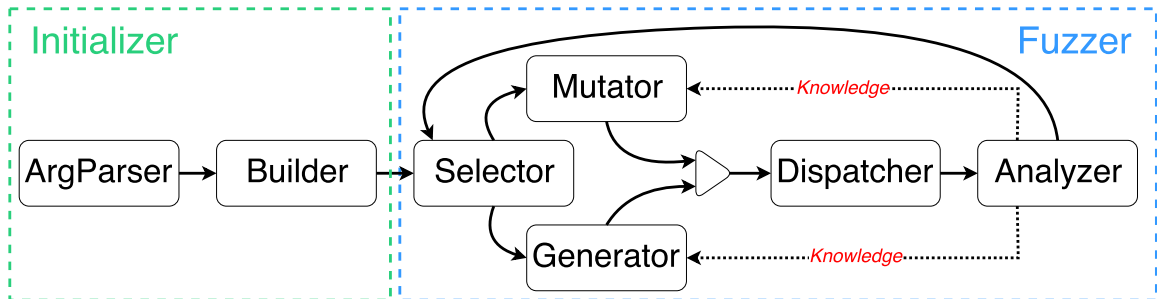 Initializer
Fuzzer
Mutator
Knowledge
ArgParser
Builder
Selector
Dispatcher
Analyzer
Generator
Knowledge